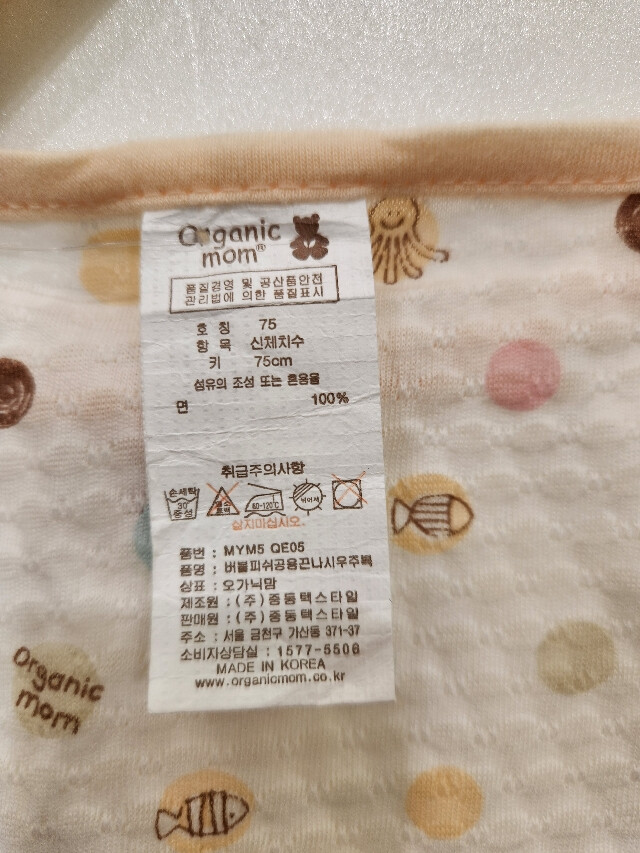 Organic
mom®
품질경영 및 공산품안전
관리법에 의한 품질표시
호 칭 75
항 목 신체치수
키 75cm
섬유의 조성 또는 혼용율
면 100%
취급주의사항
손세탁
30
중성
염소
표백
80-120℃
뉘어서
삶지마십시오.
품번 : MYM5 QE05
품명 : 버블피쉬공용끈나시우주복
상표 : 오가닉맘
제조원 : (주)중동텍스타일
판매원 : (주)중동텍스타일
주소 : 서울 금천구 가산동 371-37
소비자상담실 : 1577-5506
MADE IN KOREA
www.organicmom.co.kr
Organic
mom